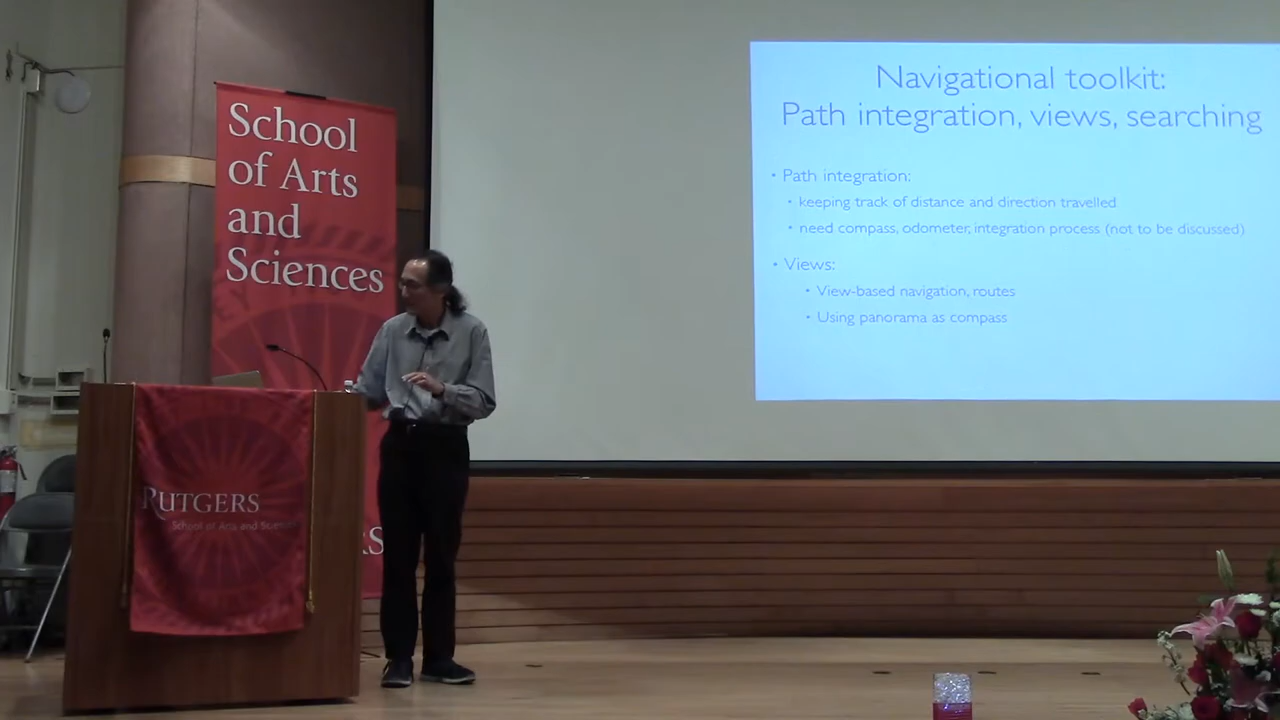 School
of Arts
and
Sciences
RUTGERS
School of Arts and Sciences
RS
Navigational toolkit:
Path integration, views, searching
• Path integration:
• keeping track of distance and direction travelled
• need compass, odometer, integration process (not to be discussed)
• Views:
• View-based navigation, routes
• Using panorama as compass